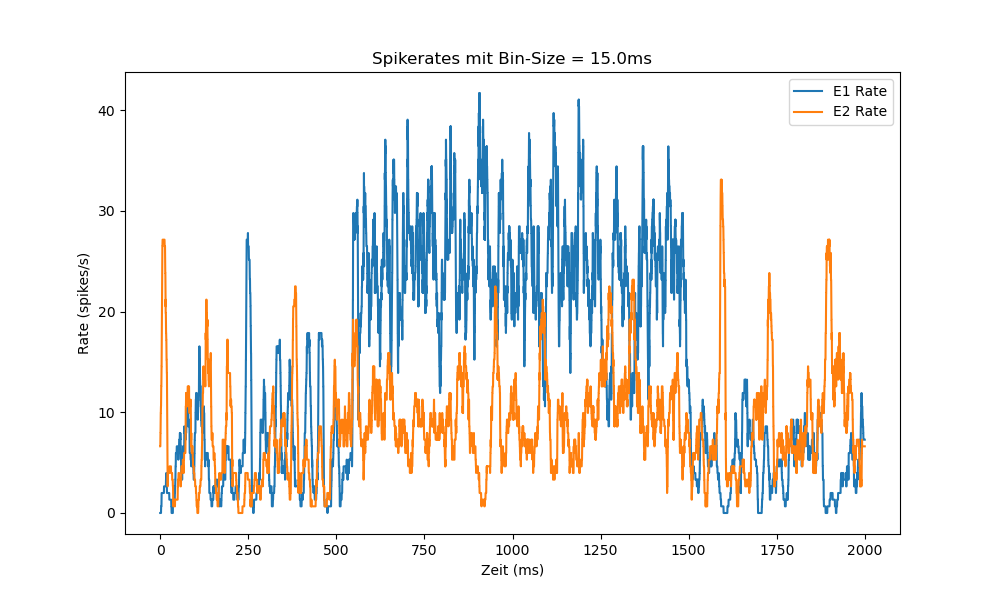 Spikerates mit Bin-Size = 15.0ms
E1 Rate
E2 Rate
Rate (spikes/s)
40
30
20
10
0
0 250 500 750 1000 1250 1500 1750 2000
Zeit (ms)